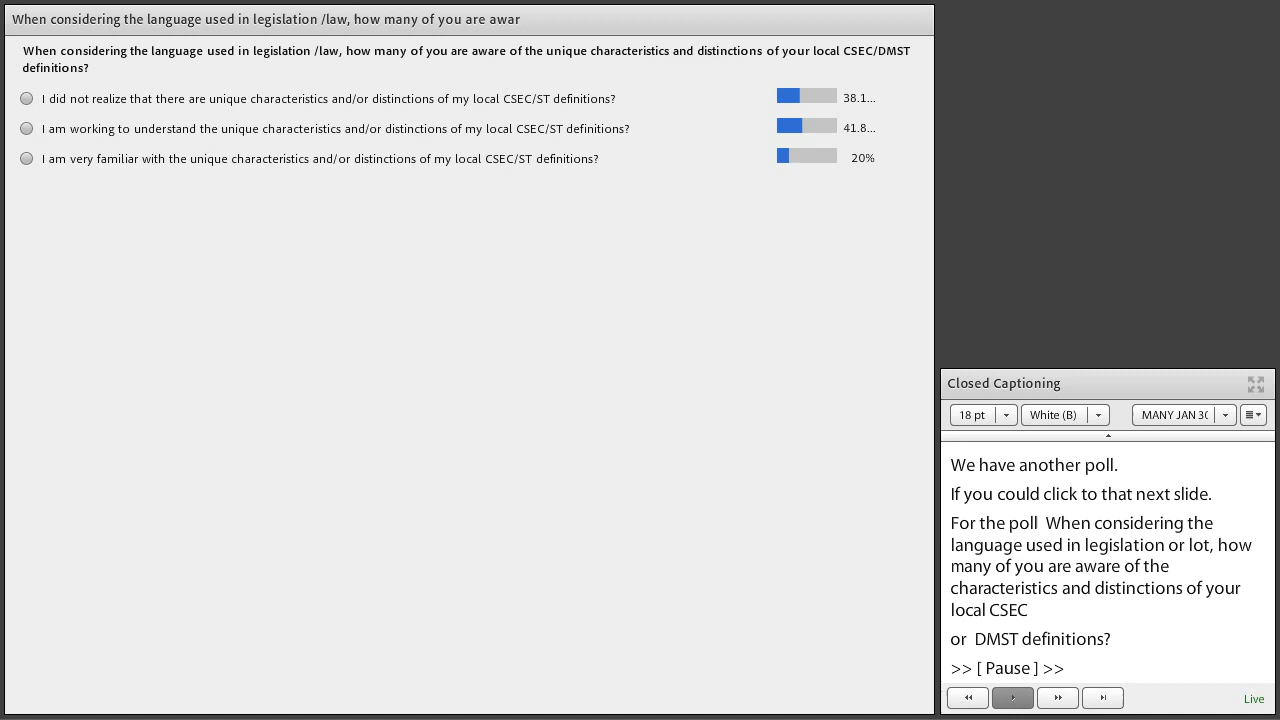 When considering the language used in legislation /law, how many of you are awar
When considering the language used in legislation /law, how many of you are aware of the unique characteristics and distinctions of your local CSEC/DMST
definitions?
I did not realize that there are unique characteristics and/or distinctions of my local CSEC/ST definitions? 38.1...
I am working to understand the unique characteristics and/or distinctions of my local CSEC/ST definitions? 41.8...
I am very familiar with the unique characteristics and/or distinctions of my local CSEC/ST definitions? 20%
Closed Captioning
18 pt White (B) MANY JAN 30
We have another poll.
If you could click to that next slide.
For the poll  When considering the
language used in legislation or lot, how
many of you are aware of the
characteristics and distinctions of your
local CSEC
or  DMST definitions?
>> [ Pause ] >>
Live